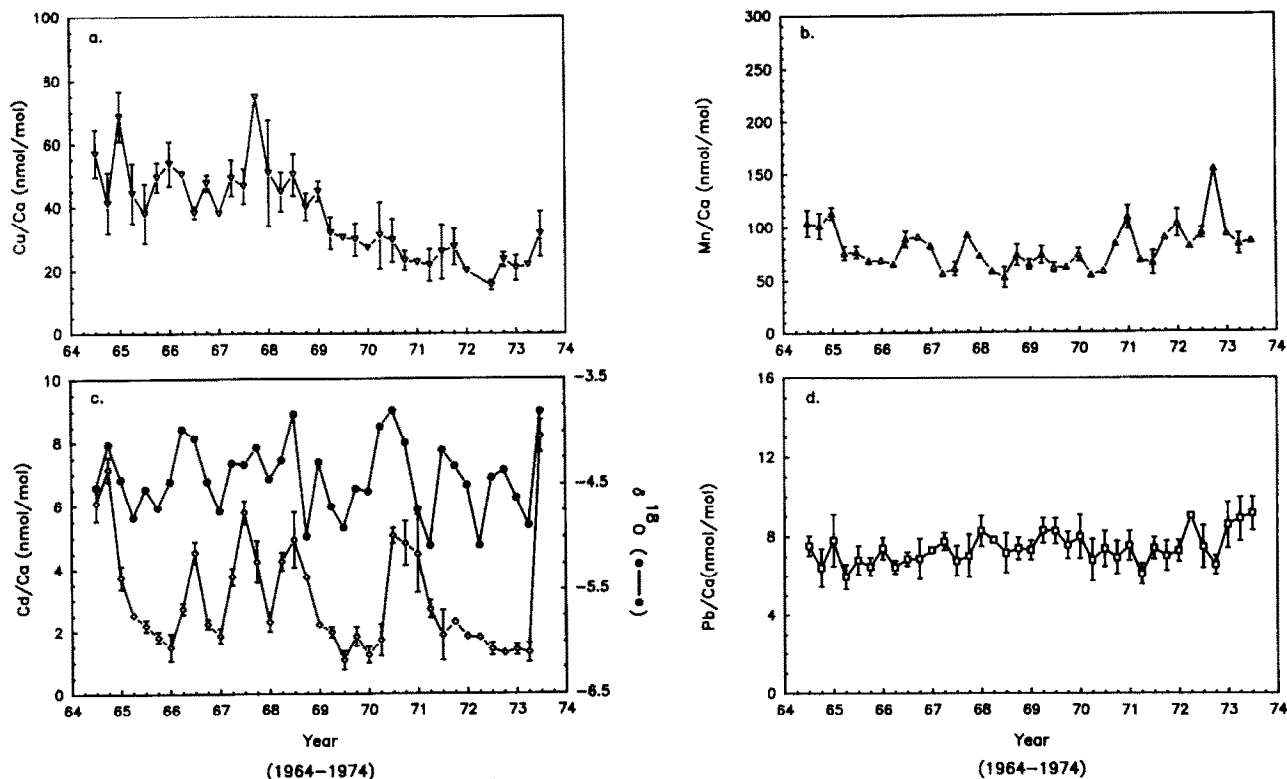 a.
Cu/Ca (nmol/mol)
100
80
60
40
20
0
64 65 66 67 68 69 70 71 72 73 74
b.
Mn/Ca (nmol/mol)
300
250
200
150
100
50
0
64 65 66 67 68 69 70 71 72 73 74
c.
Cd/Ca (nmol/mol)
10
8
6
4
2
0
-3.5
-4.5
-5.5
-6.5
δ 18O (●—●)
64 65 66 67 68 69 70 71 72 73 74
Year
(1964-1974)
d.
Pb/Ca(nmol/mol)
16
12
8
4
0
64 65 66 67 68 69 70 71 72 73 74
Year
(1964-1974)